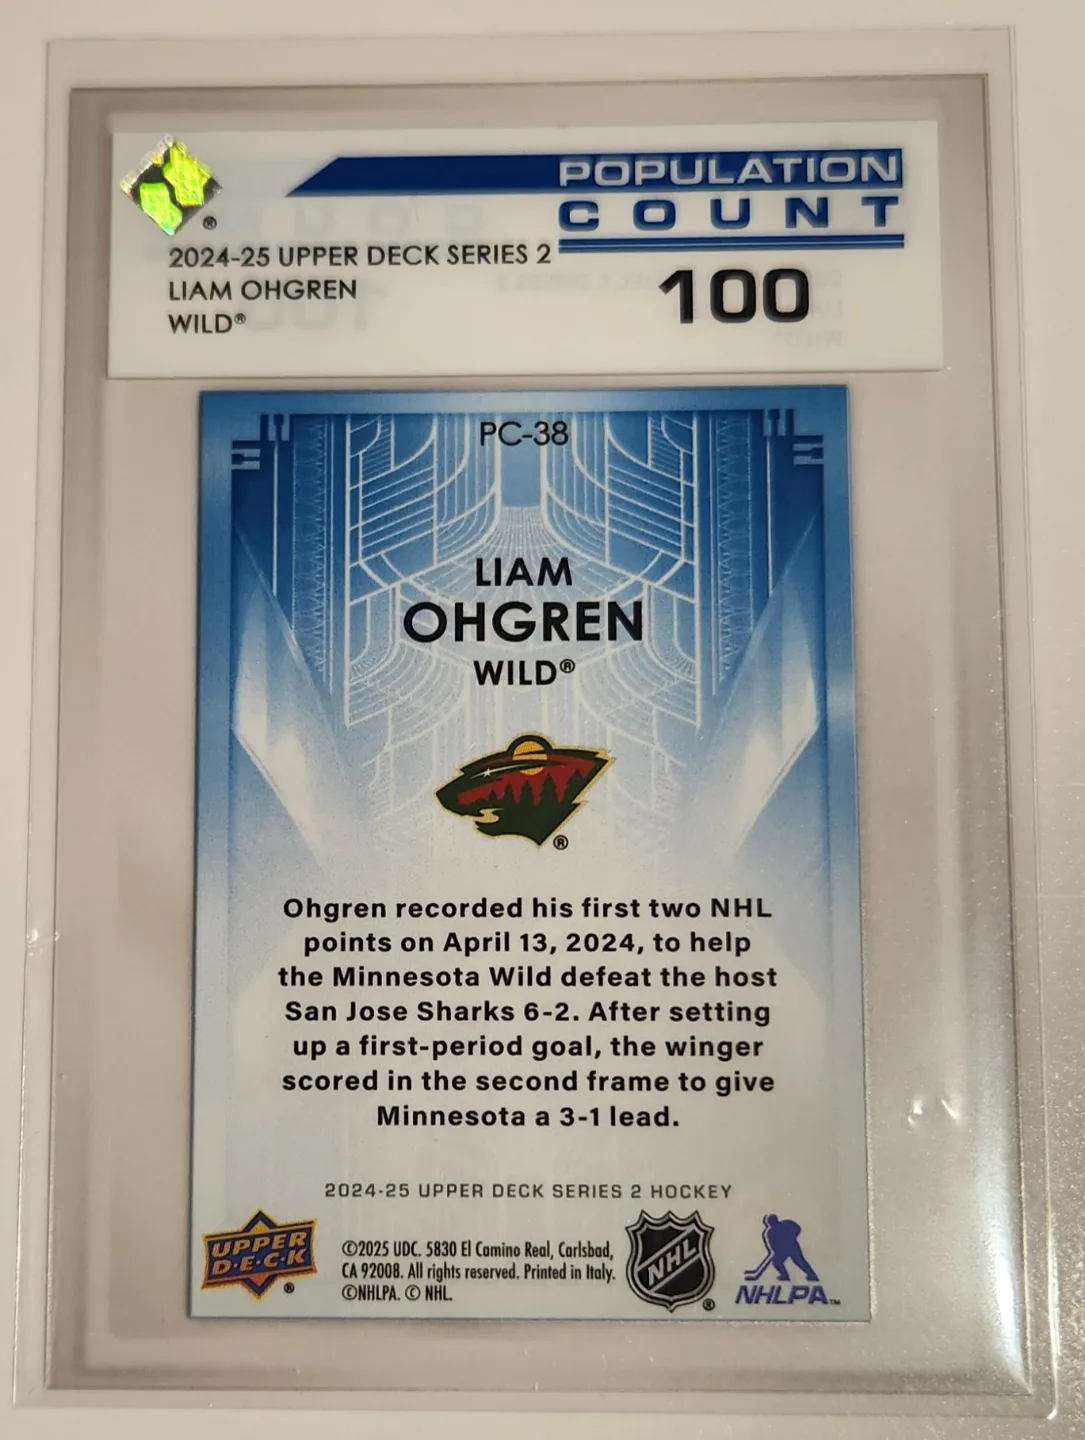 POPULATION
COUNT
®
2024-25 UPPER DECK SERIES 2
LIAM OHGREN
WILD®
100
PC-38
LIAM
OHGREN
WILD®
®
Ohgren recorded his first two NHL
points on April 13, 2024, to help
the Minnesota Wild defeat the host
San Jose Sharks 6-2. After setting
up a first-period goal, the winger
scored in the second frame to give
Minnesota a 3-1 lead.
2024-25 UPPER DECK SERIES 2 HOCKEY
UPPER
D·E·C·K
®
©2025 UDC. 5830 El Camino Real, Carlsbad,
CA 92008. All rights reserved. Printed in Italy.
©NHLPA. © NHL.
NHL
®
NHLPA™